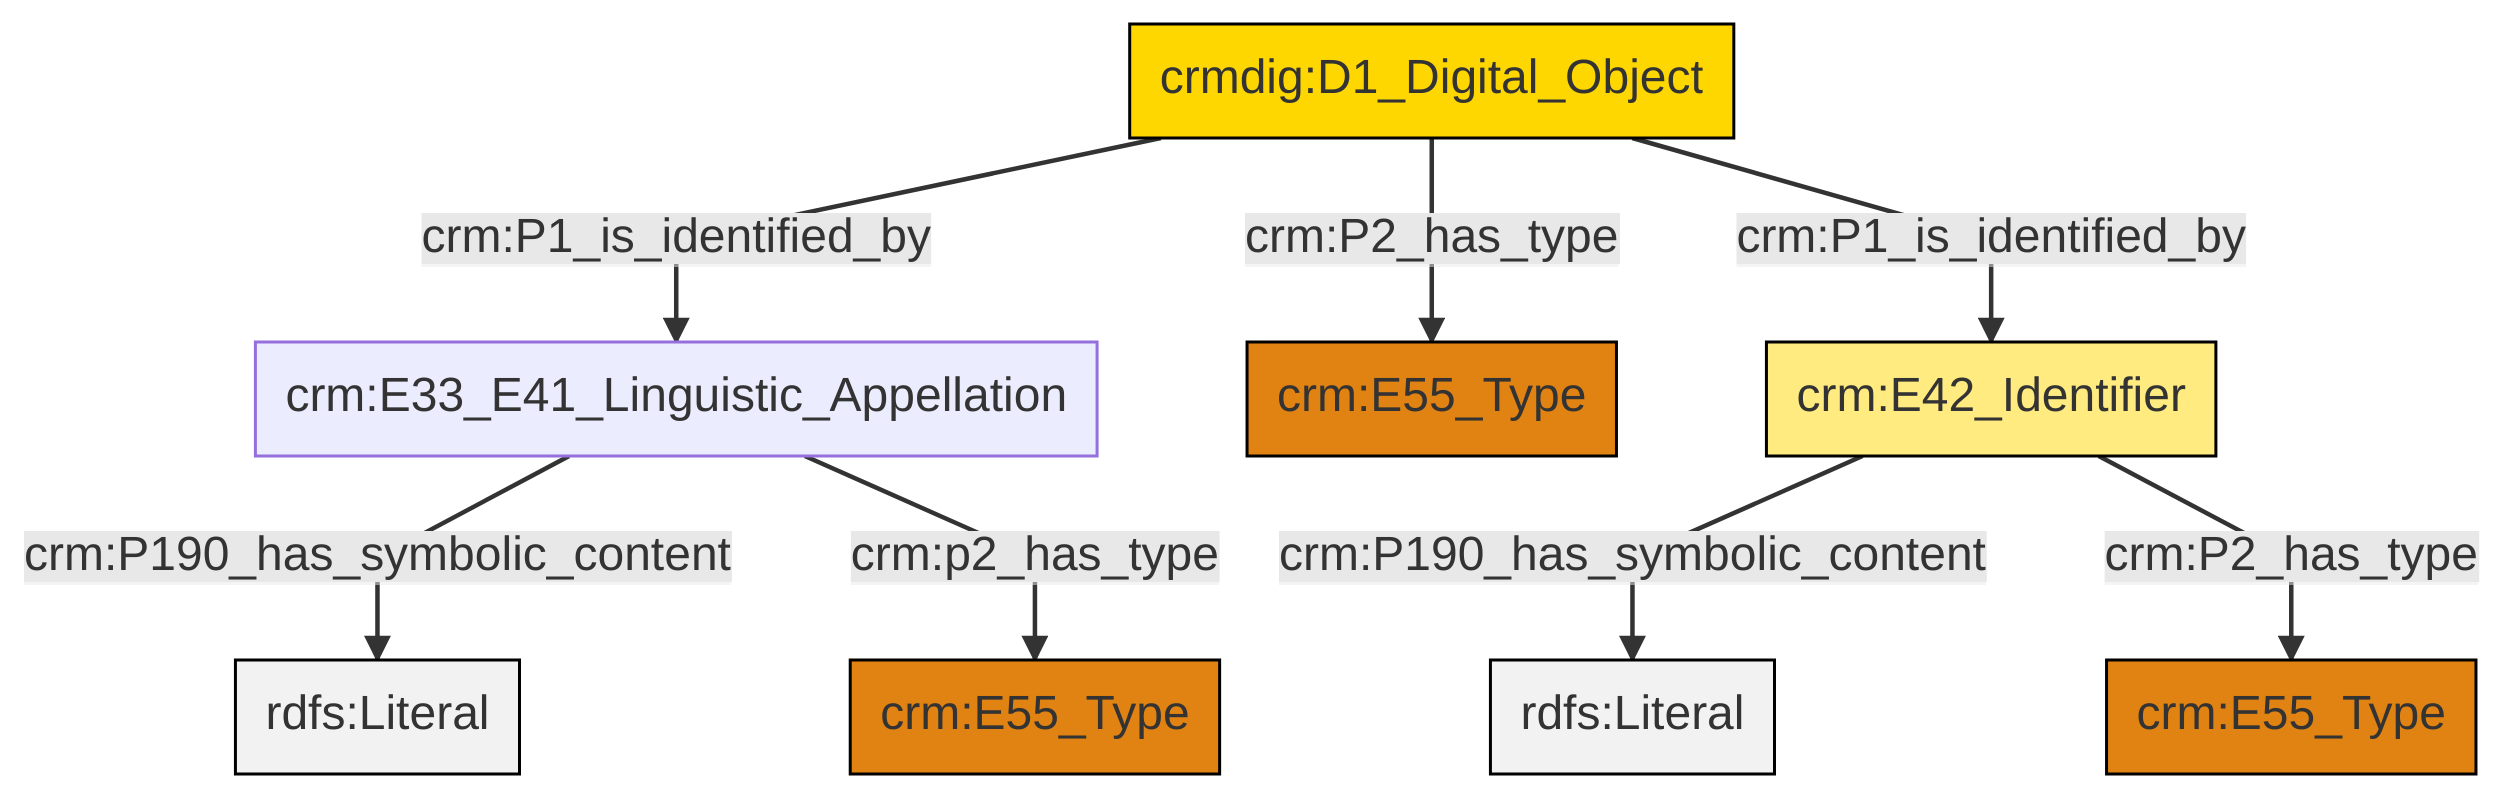 crmdig:D1_Digital_Object
crm:P1_is_identified_by
crm:P2_has_type
crm:P1_is_identified_by
crm:E33_E41_Linguistic_Appellation
crm:E55_Type
crm:E42_Identifier
crm:P190_has_symbolic_content
crm:p2_has_type
crm:P190_has_symbolic_content
crm:P2_has_type
rdfs:Literal
crm:E55_Type
rdfs:Literal
crm:E55_Type